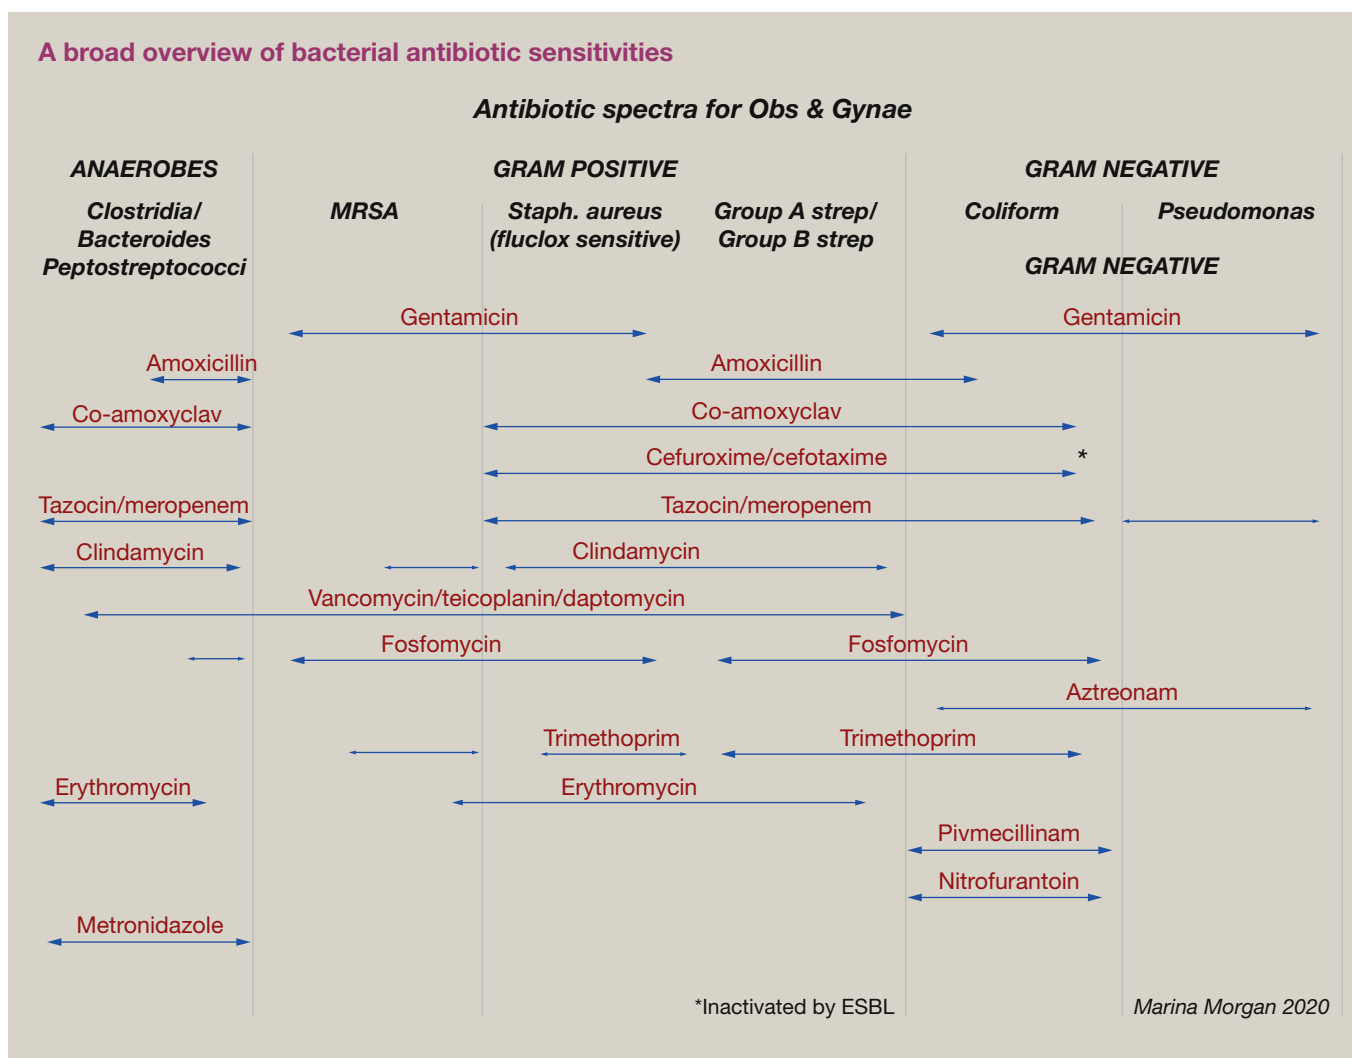 A broad overview of bacterial antibiotic sensitivities
Antibiotic spectra for Obs & Gynae
ANAEROBES
GRAM POSITIVE
GRAM NEGATIVE
Clostridia/
Bacteroides
Peptostreptococci
MRSA
Staph. aureus
(fluclox sensitive)
Group A strep/
Group B strep
Coliform
Pseudomonas
GRAM NEGATIVE
Gentamicin
Gentamicin
Amoxicillin
Amoxicillin
Co-amoxyclav
Co-amoxyclav
Cefuroxime/cefotaxime
*
Tazocin/meropenem
Tazocin/meropenem
Clindamycin
Clindamycin
Vancomycin/teicoplanin/daptomycin
Fosfomycin
Fosfomycin
Aztreonam
Trimethoprim
Trimethoprim
Erythromycin
Erythromycin
Pivmecillinam
Nitrofurantoin
Metronidazole
*Inactivated by ESBL
Marina Morgan 2020